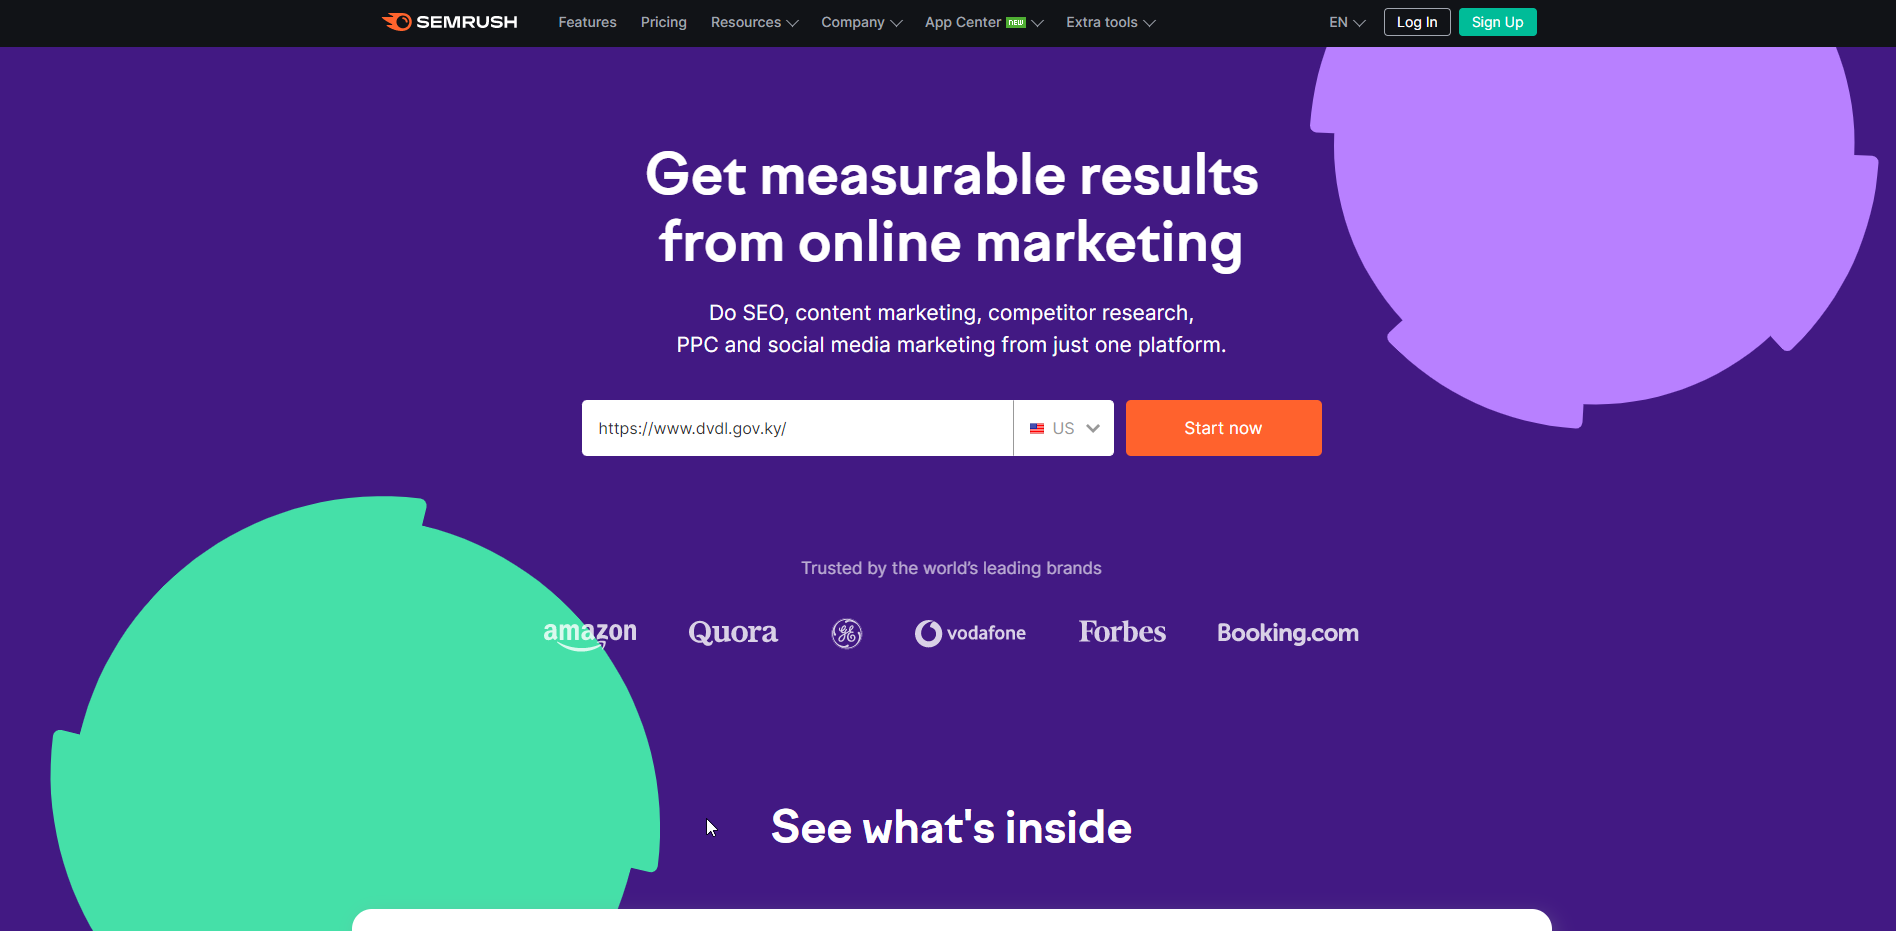 SEMRUSH
Features Pricing Resources Company App Center NEW Extra tools EN Log In Sign Up
Get measurable results
from online marketing
Do SEO, content marketing, competitor research,
PPC and social media marketing from just one platform.
https://www.dvdl.gov.ky/ US Start now
Trusted by the world's leading brands
amazon Quora GE vodafone Forbes Booking.com
See what's inside